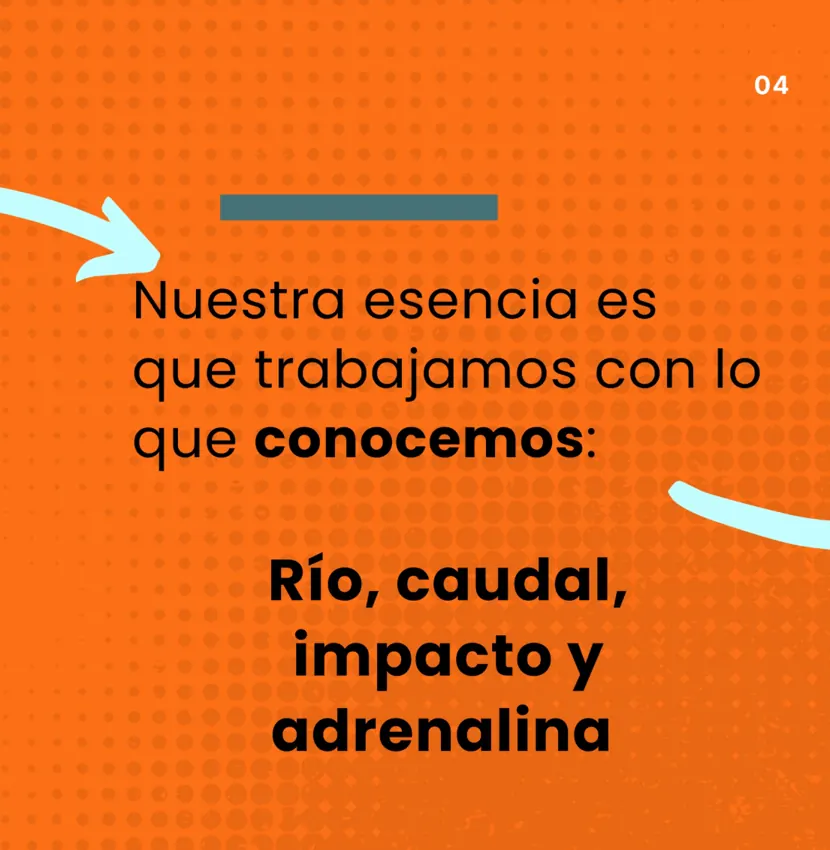 04
Nuestra esencia es
que trabajamos con lo
que conocemos:
Río, caudal,
impacto y
adrenalina